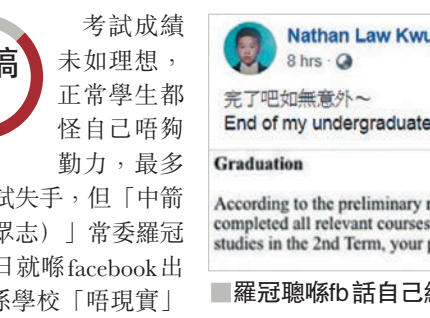 稿
考試成績
未如理想，
正常學生都
怪自己唔夠
勤力，最多
試失手，但「中箭
眾志）」常委羅冠
日就喺facebook出
係學校「唔現實」
Nathan Law Kwu
8 hrs
完了吧如無意外～
End of my undergraduate
Graduation
According to the preliminary
completed all relevant courses
studies in the 2nd Term, your
■羅冠聰喺fb話自己